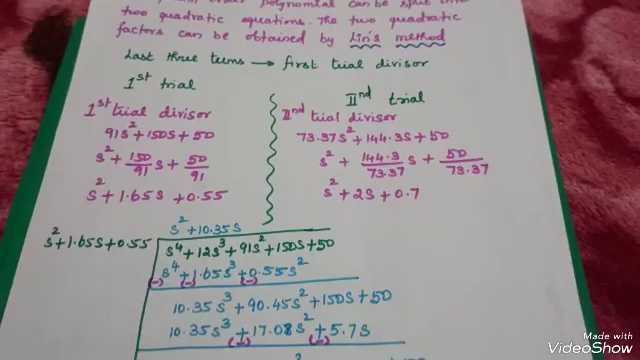 order polynomial can be split into
two quadratic equations. The two quadratic
factors can be obtained by Lin's method
Last three terms → first trial divisor
1st trial
1st trial divisor
91s² + 150s + 50
s² + 150/91 s + 50/91
s² + 1.65s + 0.55
IInd trial
IInd trial divisor
73.37s² + 144.3s + 50
s² + 144.3/73.37 s + 50/73.37
s² + 2s + 0.7
s² + 10.35s
s² + 1.65s + 0.55
s⁴ + 12s³ + 91s² + 150s + 50
s⁴ + 1.65s³ + 0.55s²
(-) (-) (-)
10.35s³ + 90.45s² + 150s + 50
10.35s³ + 17.08s² + 5.7s
(-) (-)
Made with
VideoShow